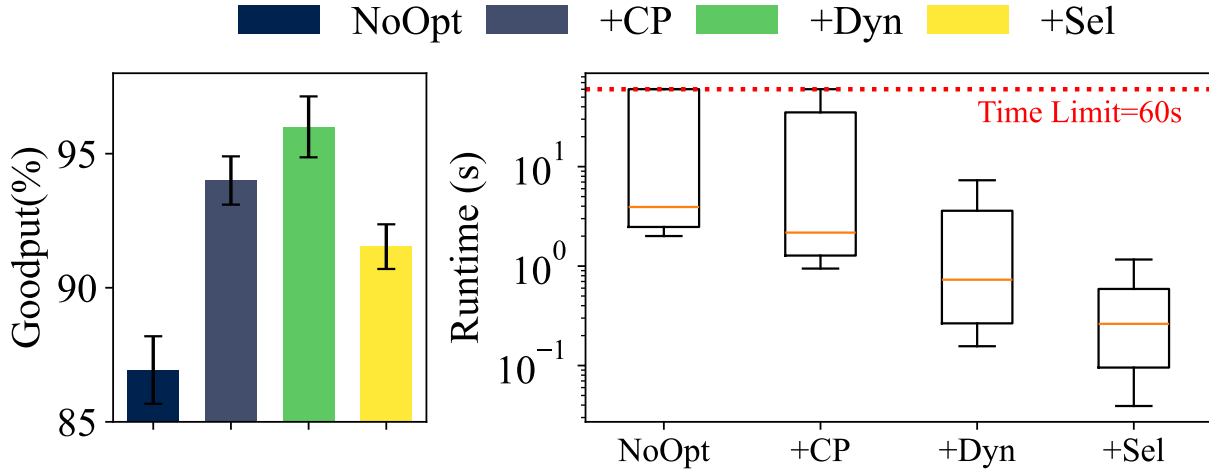 NoOpt +CP +Dyn +Sel
Goodput(%)
95
90
85
Runtime (s)
10^1
10^0
10^-1
Time Limit=60s
NoOpt +CP +Dyn +Sel